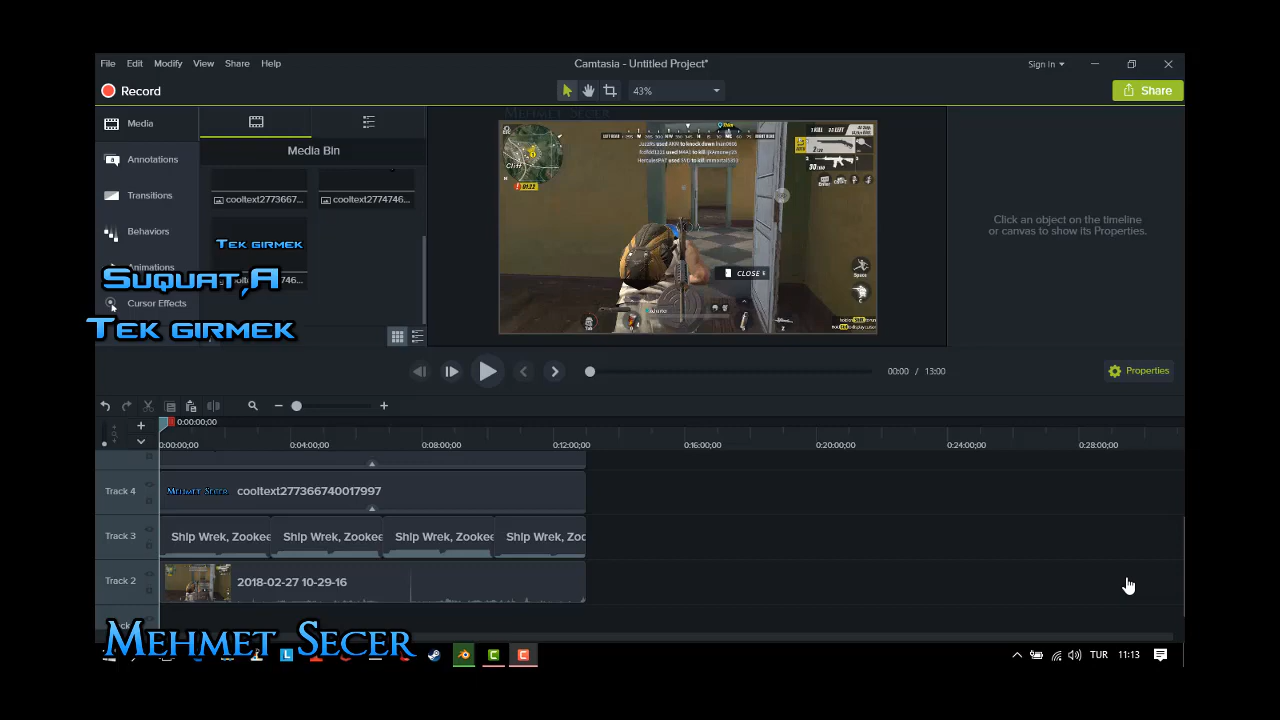 File Edit Modify View Share Help
Camtasia - Untitled Project*
Sign In
Record
43%
Share
Media
Annotations
Transitions
Behaviors
Animations
Cursor Effects
Media Bin
cooltext2773667...
cooltext2774746...
Tek girmek
Suquat,A
Tek girmek
CLOSE
Click an object on the timeline
or canvas to show its Properties.
00:00 / 13:00
Properties
0:00:00;00
0:00:00;00 0:04:00;00 0:08:00;00 0:12:00;00 0:16:00;00 0:20:00;00 0:24:00;00 0:28:00;00
Track 4 Mehmet Secer cooltext277366740017997
Track 3 Ship Wrek, Zookee Ship Wrek, Zookee Ship Wrek, Zookee Ship Wrek, Zoo
Track 2 2018-02-27 10-29-16
Mehmet Secer
TUR 11:13